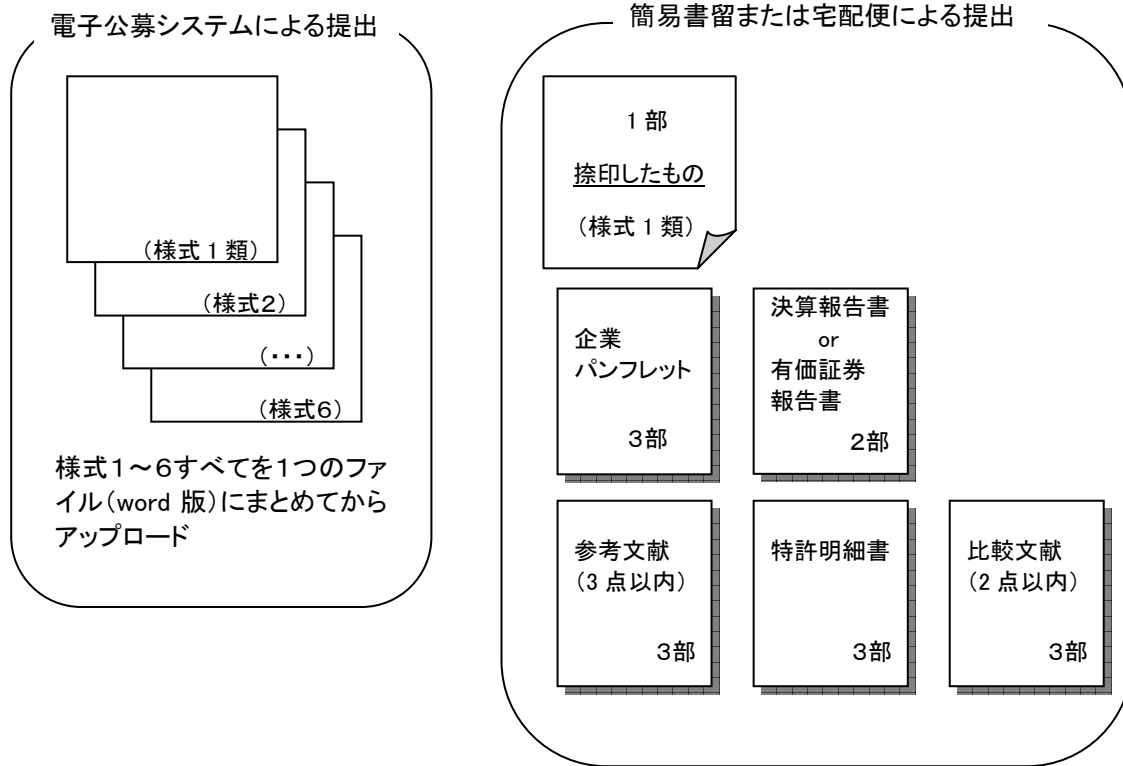 電子公募システムによる提出
(様式1類)
(様式2)
(・・・)
(様式6)
様式1~6すべてを1つのファ
イル(word 版)にまとめてから
アップロード
簡易書留または宅配便による提出
1部
捺印したもの
(様式1類)
企業
パンフレット
3部
決算報告書
or
有価証券
報告書
2部
参考文献
(3点以内)
3部
特許明細書
3部
比較文献
(2点以内)
3部